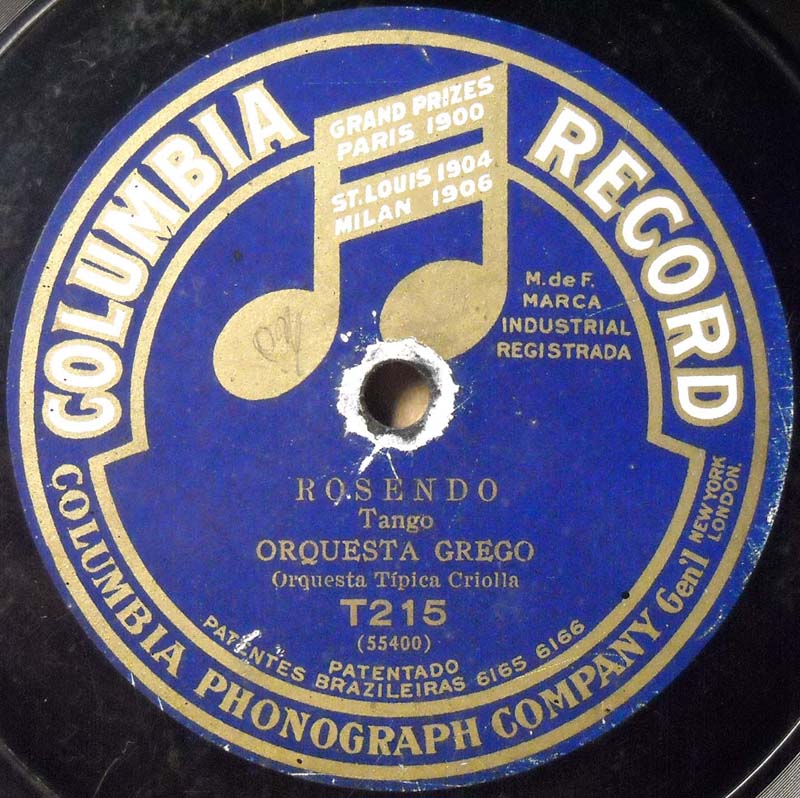 COLUMBIA RECORD
GRAND PRIZES
PARIS 1900
ST. LOUIS 1904
MILAN 1906
M. de F.
MARCA
INDUSTRIAL
REGISTRADA
ROSENDO
Tango
ORQUESTA GREGO
Orquesta Típica Criolla
T215
(55400)
PATENTADO
PATENTES BRAZILEIRAS 6165 6166
COLUMBIA PHONOGRAPH COMPANY Gen'l
NEW YORK
LONDON.